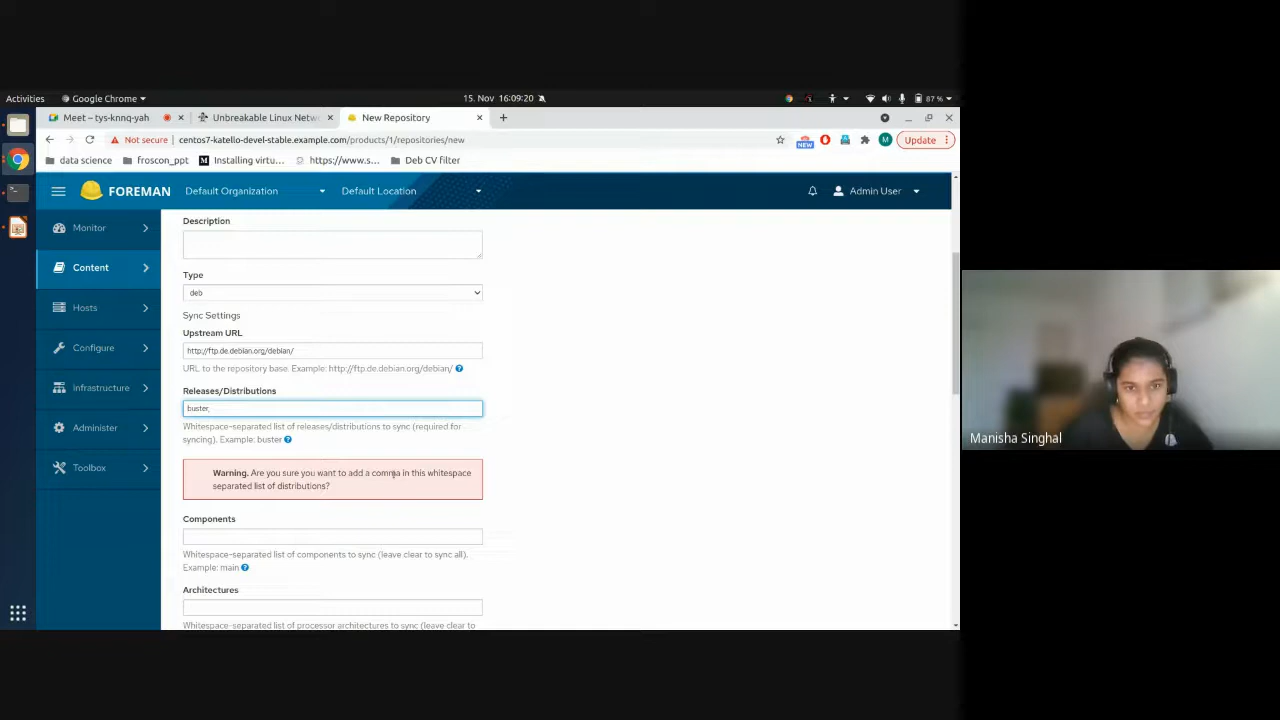 Activities
Google Chrome
15. Nov 16:09:20
87 %
Meet – tys-knnq-yah
Unbreakable Linux Netw
New Repository
Not secure
centos7-katello-devel-stable.example.com/products/1/repositories/new
NEW
M
Update
data science
froscon_ppt
Installing virtu...
https://www.s...
Deb CV filter
FOREMAN
Default Organization
Default Location
Admin User
Monitor
Content
Hosts
Configure
Infrastructure
Administer
Toolbox
Description
Type
deb
Sync Settings
Upstream URL
http://ftp.de.debian.org/debian/
URL to the repository base. Example: http://ftp.de.debian.org/debian/
Releases/Distributions
buster,
Whitespace-separated list of releases/distributions to sync (required for
syncing). Example: buster
Warning. Are you sure you want to add a comma in this whitespace
separated list of distributions?
Components
Whitespace-separated list of components to sync (leave clear to sync all).
Example: main
Architectures
Whitespace-separated list of processor architectures to sync (leave clear to
Manisha Singhal